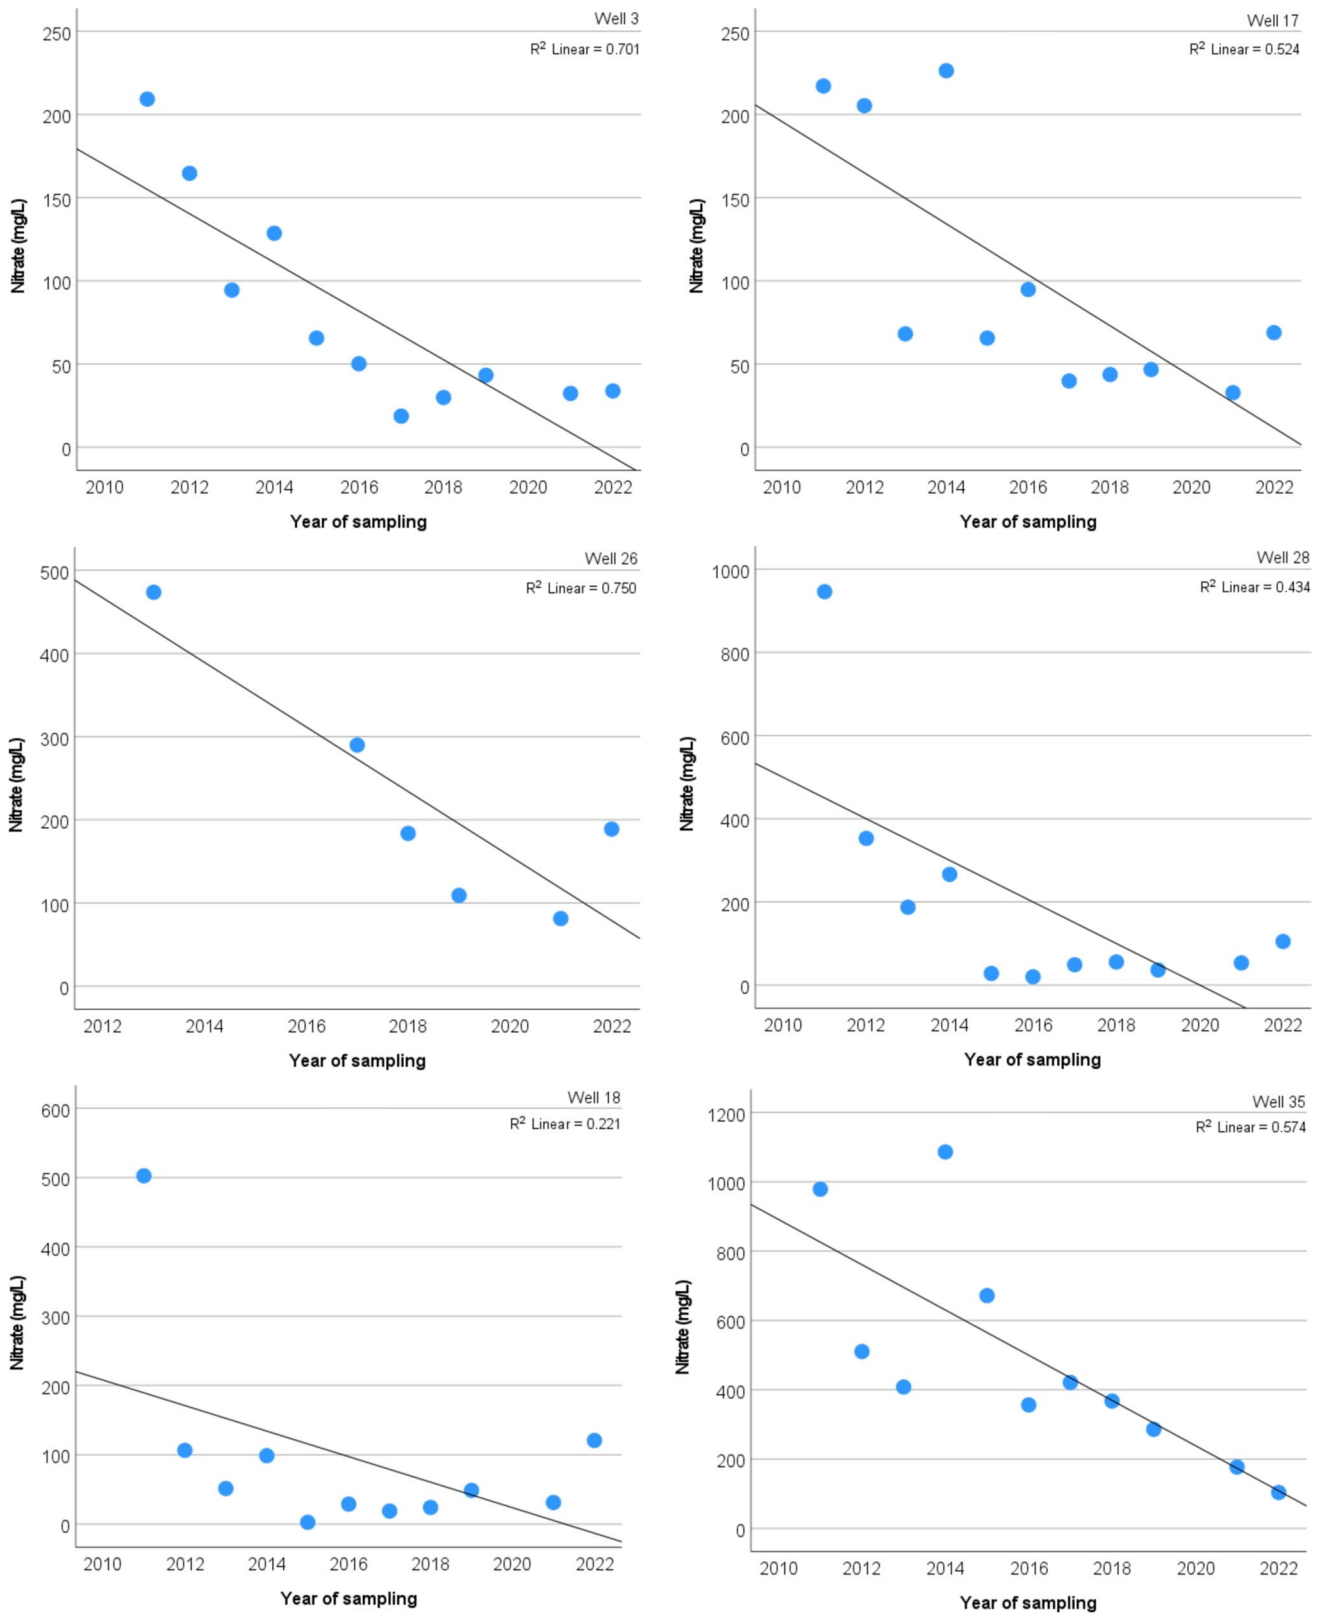 Well 3
R² Linear = 0.701
250
200
150
100
50
0
Nitrate (mg/L)
2010 2012 2014 2016 2018 2020 2022
Year of sampling
Well 17
R² Linear = 0.524
250
200
150
100
50
0
Nitrate (mg/L)
2010 2012 2014 2016 2018 2020 2022
Year of sampling
Well 26
R² Linear = 0.750
500
400
300
200
100
0
Nitrate (mg/L)
2012 2014 2016 2018 2020 2022
Year of sampling
Well 28
R² Linear = 0.434
1000
800
600
400
200
0
Nitrate (mg/L)
2010 2012 2014 2016 2018 2020 2022
Year of sampling
Well 18
R² Linear = 0.221
600
500
400
300
200
100
0
Nitrate (mg/L)
2010 2012 2014 2016 2018 2020 2022
Year of sampling
Well 35
R² Linear = 0.574
1200
1000
800
600
400
200
0
Nitrate (mg/L)
2010 2012 2014 2016 2018 2020 2022
Year of sampling